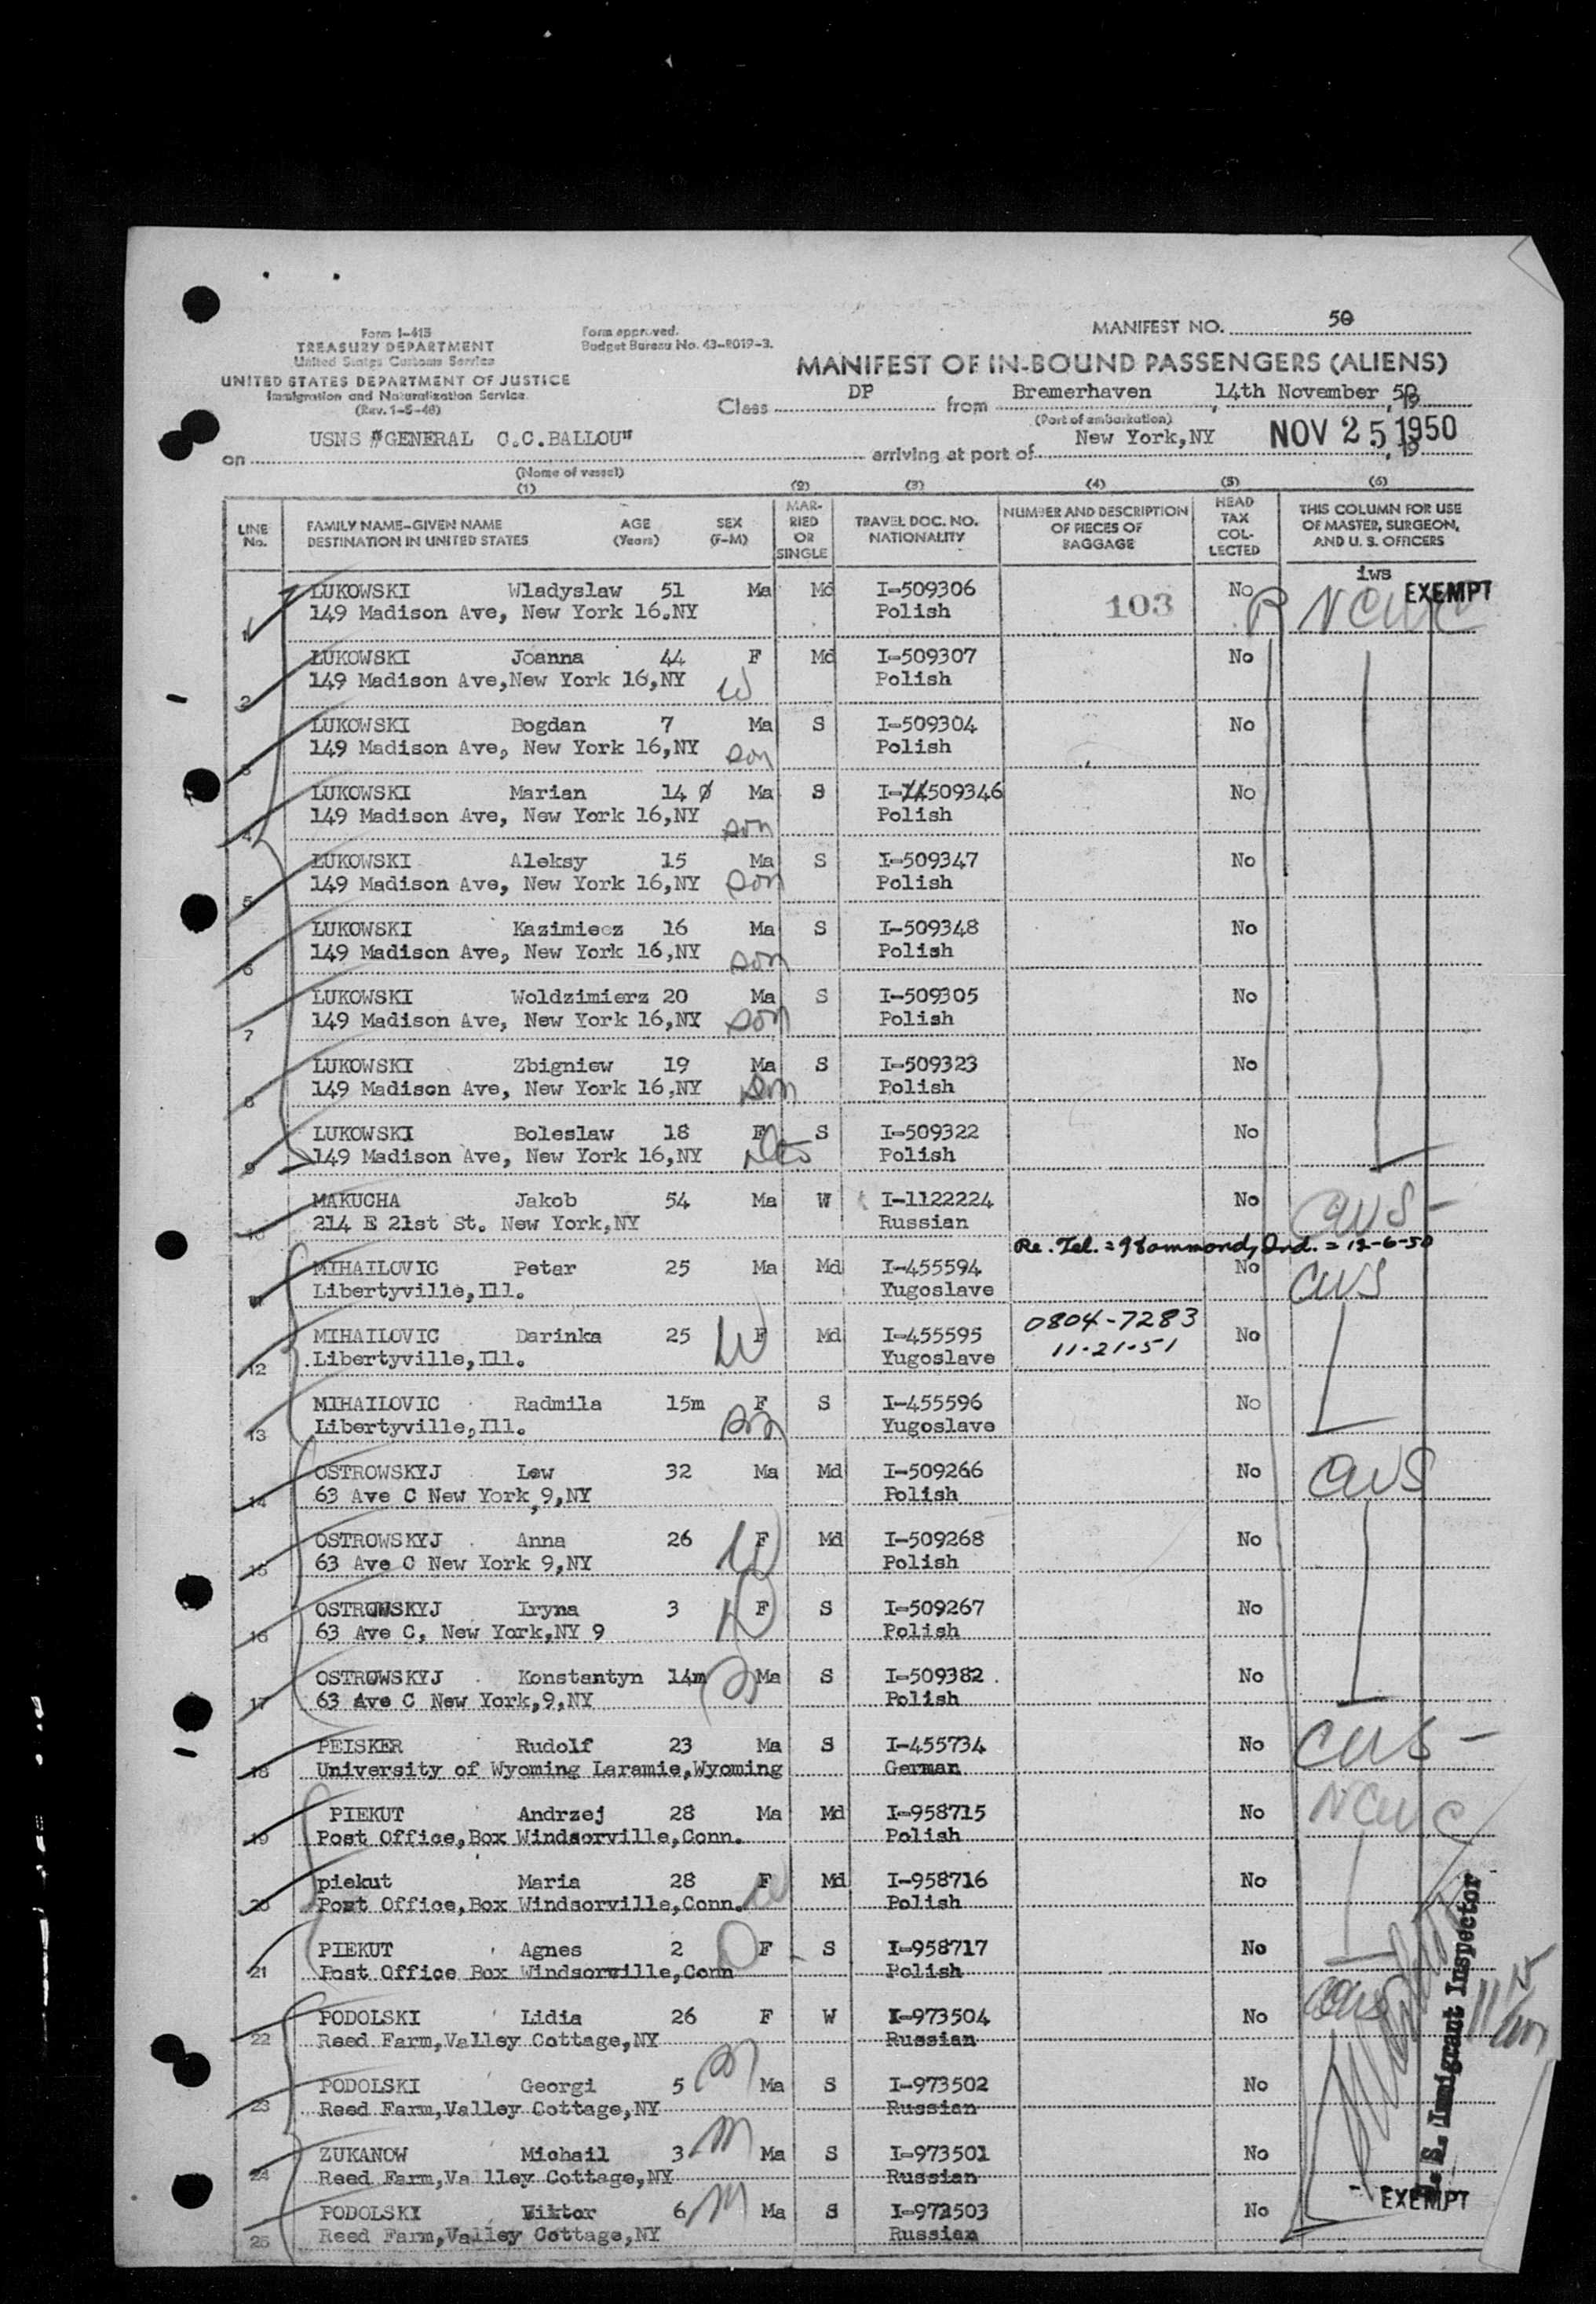 MANIFEST NO. 50
Form I-415
TREASURY DEPARTMENT
United States Customs Service
UNITED STATES DEPARTMENT OF JUSTICE
Immigration and Naturalization Service
(Rev. 1-5-48)
Form approved.
Budget Bureau No. 43-R019-3.
MANIFEST OF IN-BOUND PASSENGERS (ALIENS)
Class DP from Bremerhaven, 14th November 50, 19
(Port of embarkation)
on USNS "GENERAL C.C.BALLOU" arriving at port of New York,NY NOV 25 1950, 19
(Name of vessel)
(1) (2) (3) (4) (5) (6)
LINE No. FAMILY NAME-GIVEN NAME DESTINATION IN UNITED STATES AGE (Years) SEX (F-M) MARRIED OR SINGLE TRAVEL DOC. NO. NATIONALITY NUMBER AND DESCRIPTION OF PIECES OF BAGGAGE HEAD TAX COLLECTED THIS COLUMN FOR USE OF MASTER, SURGEON, AND U. S. OFFICERS
iws EXEMPT
1 LUKOWSKI Wladyslaw 51 Ma Md I-509306 103 No P NCWC
149 Madison Ave, New York 16.NY Polish
2 LUKOWSKI Joanna 44 F Md I-509307 No
149 Madison Ave,New York 16,NY W Polish
3 LUKOWSKI Bogdan 7 Ma S I-509304 No
149 Madison Ave, New York 16,NY son Polish
4 LUKOWSKI Marian 14 Ma S I-509346 No
149 Madison Ave, New York 16,NY son Polish
5 LUKOWSKI Aleksy 15 Ma S I-509347 No
149 Madison Ave, New York 16,NY son Polish
6 LUKOWSKI Kazimiecz 16 Ma S I-509348 No
149 Madison Ave, New York 16,NY son Polish
7 LUKOWSKI Woldzimierz 20 Ma S I-509305 No
149 Madison Ave, New York 16,NY son Polish
8 LUKOWSKI Zbigniew 19 Ma S I-509323 No
149 Madison Ave, New York 16,NY son Polish
9 LUKOWSKI Boleslaw 18 F S I-509322 No
149 Madison Ave, New York 16,NY Polish
10 MAKUCHA Jakob 54 Ma W I-1122224 No CWS -
214 E 21st St. New York,NY Russian
Re. Tel. = Hammond, Ind. = 12-6-50
11 MIHAILOVIC Petar 25 Ma Md I-455594 No CWS
Libertyville,Ill. Yugoslave
12 MIHAILOVIC Darinka 25 W F Md I-455595 0804-7283 No
Libertyville,Ill. Yugoslave 11-21-51
13 MIHAILOVIC Radmila 15m F S I-455596 No
Libertyville,Ill. son Yugoslave
14 OSTROWSKYJ Lew 32 Ma Md I-509266 No CWS
63 Ave C New York,9,NY Polish
15 OSTROWSKYJ Anna 26 W F Md I-509268 No
63 Ave C New York 9,NY Polish
16 OSTROWSKYJ Iryna 3 D F S I-509267 No
63 Ave C, New York,NY 9 Polish
17 OSTROWSKYJ Konstantyn 14m S Ma S I-509382 No
63 Ave C New York,9,NY Polish
18 PEISKER Rudolf 23 Ma S I-455734 No CWS -
University of Wyoming Laramie,Wyoming German
19 PIEKUT Andrzej 28 Ma Md I-958715 No NCWC
Post Office,Box Windsorville,Conn. Polish
20 piekut Maria 28 F Md I-958716 No
Post Office,Box Windsorville,Conn. W Polish
21 PIEKUT Agnes 2 D F S I-958717 No
Post Office Box Windsorville,Conn Polish
22 PODOLSKI Lidia 26 F W I-973504 No
Reed Farm,Valley Cottage,NY Russian
23 PODOLSKI Georgi 5 Ma S I-973502 No
Reed Farm,Valley Cottage,NY Russian
24 ZUKANOW Michail 3 Ma S I-973501 No
Reed Farm,Valley Cottage,NY Russian
25 PODOLSKI Viktor 6 Ma S I-972503 No
Reed Farm,Valley Cottage,NY Russian
U. S. Immigrant Inspector
EXEMPT